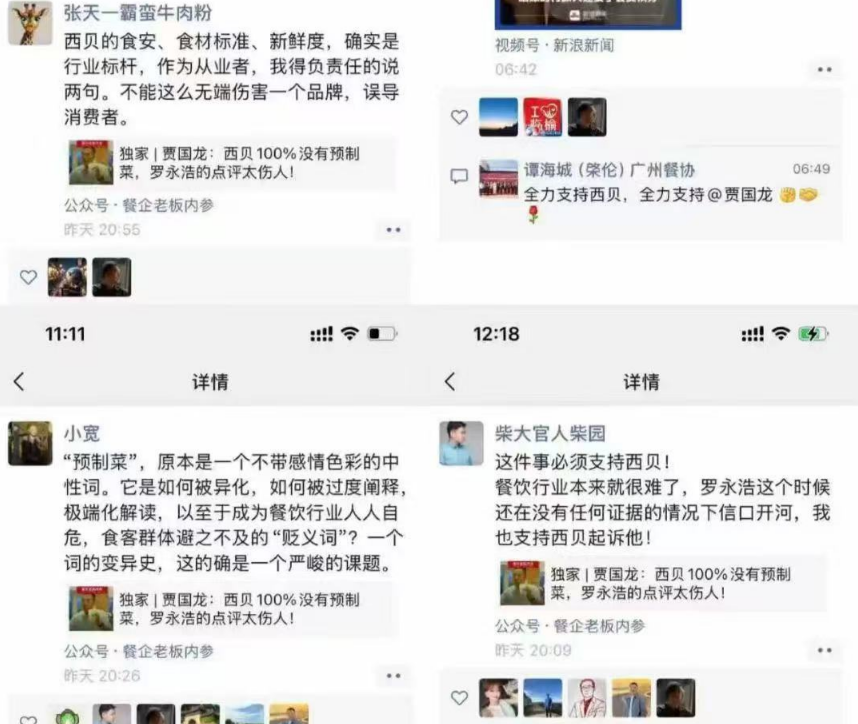 张天一霸蛮牛肉粉
西贝的食安、食材标准、新鲜度，确实是
行业标杆，作为从业者，我得负责任的说
两句。不能这么无端伤害一个品牌，误导
消费者。
独家 | 贾国龙：西贝100%没有预制
菜，罗永浩的点评太伤人！
公众号 · 餐企老板内参
昨天 20:55
视频号 · 新浪新闻
06:42
谭海城（榮伦）广州餐协
06:49
全力支持西贝，全力支持@贾国龙 ✊🤝
🌹
11:11
详情
小宽
“预制菜”，原本是一个不带感情色彩的中
性词。它是如何被异化，如何被过度阐释，
极端化解读，以至于成为餐饮行业人人自
危，食客群体避之不及的“贬义词”？一个
词的变异史，这的确是一个严峻的课题。
独家 | 贾国龙：西贝100%没有预制
菜，罗永浩的点评太伤人！
公众号 · 餐企老板内参
昨天 20:26
12:18
详情
柴大官人柴园
这件事必须支持西贝！
餐饮行业本来就很难了，罗永浩这个时候
还在没有任何证据的情况下信口开河，我
也支持西贝起诉他！
独家 | 贾国龙：西贝100%没有预制
菜，罗永浩的点评太伤人！
公众号 · 餐企老板内参
昨天 20:09